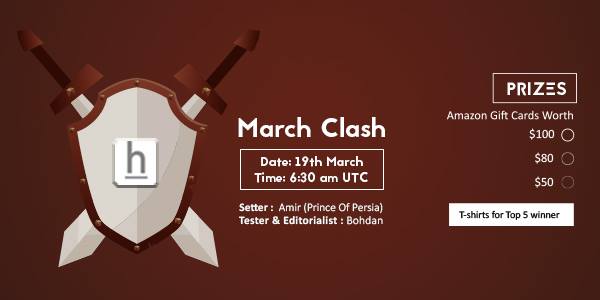 h
March Clash
Date: 19th March
Time: 6:30 am UTC
Setter : Amir (Prince Of Persia)
Tester & Editorialist : Bohdan
PRIZES
Amazon Gift Cards Worth
$100
$80
$50
T-shirts for Top 5 winner